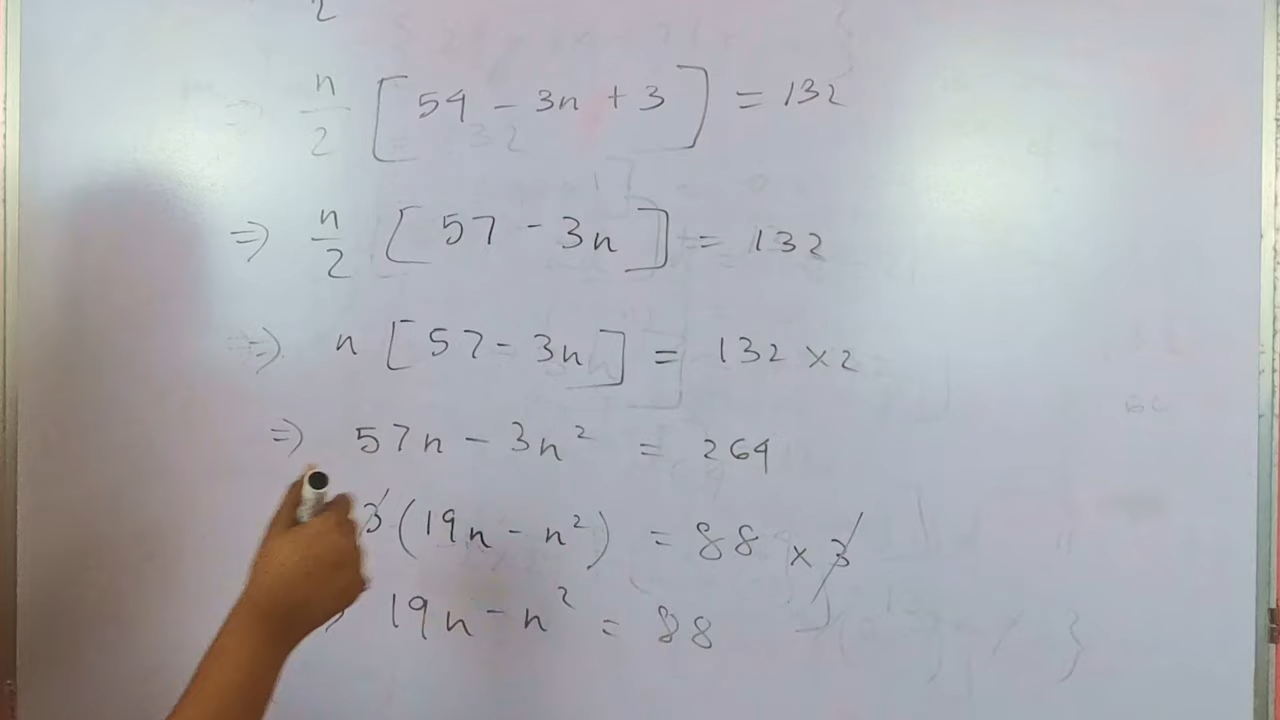 2
⇒ n/2 [54 - 3n + 3] = 132
⇒ n/2 [57 - 3n] = 132
⇒ n [57 - 3n] = 132 × 2
⇒ 57n - 3n² = 264
3(19n - n²) = 88 × 3
⇒ 19n - n² = 88